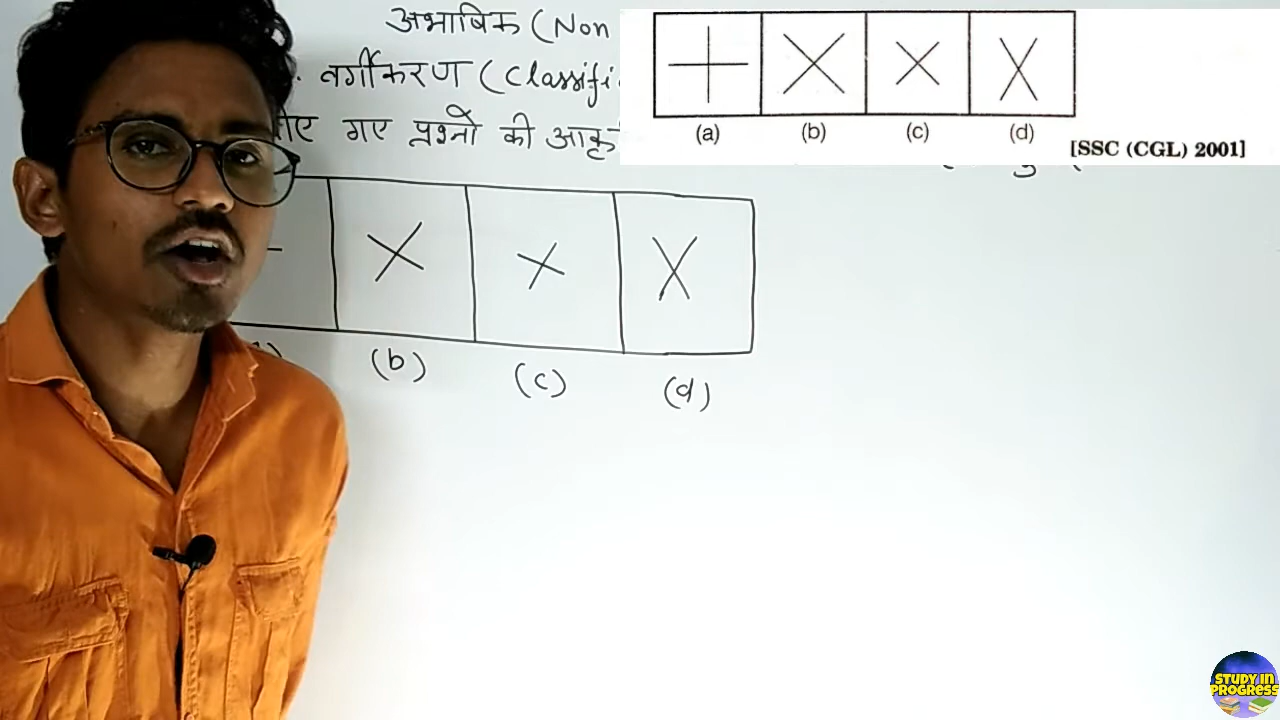 अभाषिक (Non
वर्गीकरण (Classifi
गए प्रश्नो की आकृ
(a) (b) (c) (d)
[SSC (CGL) 2001]
(b) (c) (d)
STUDY IN
PROGRESS